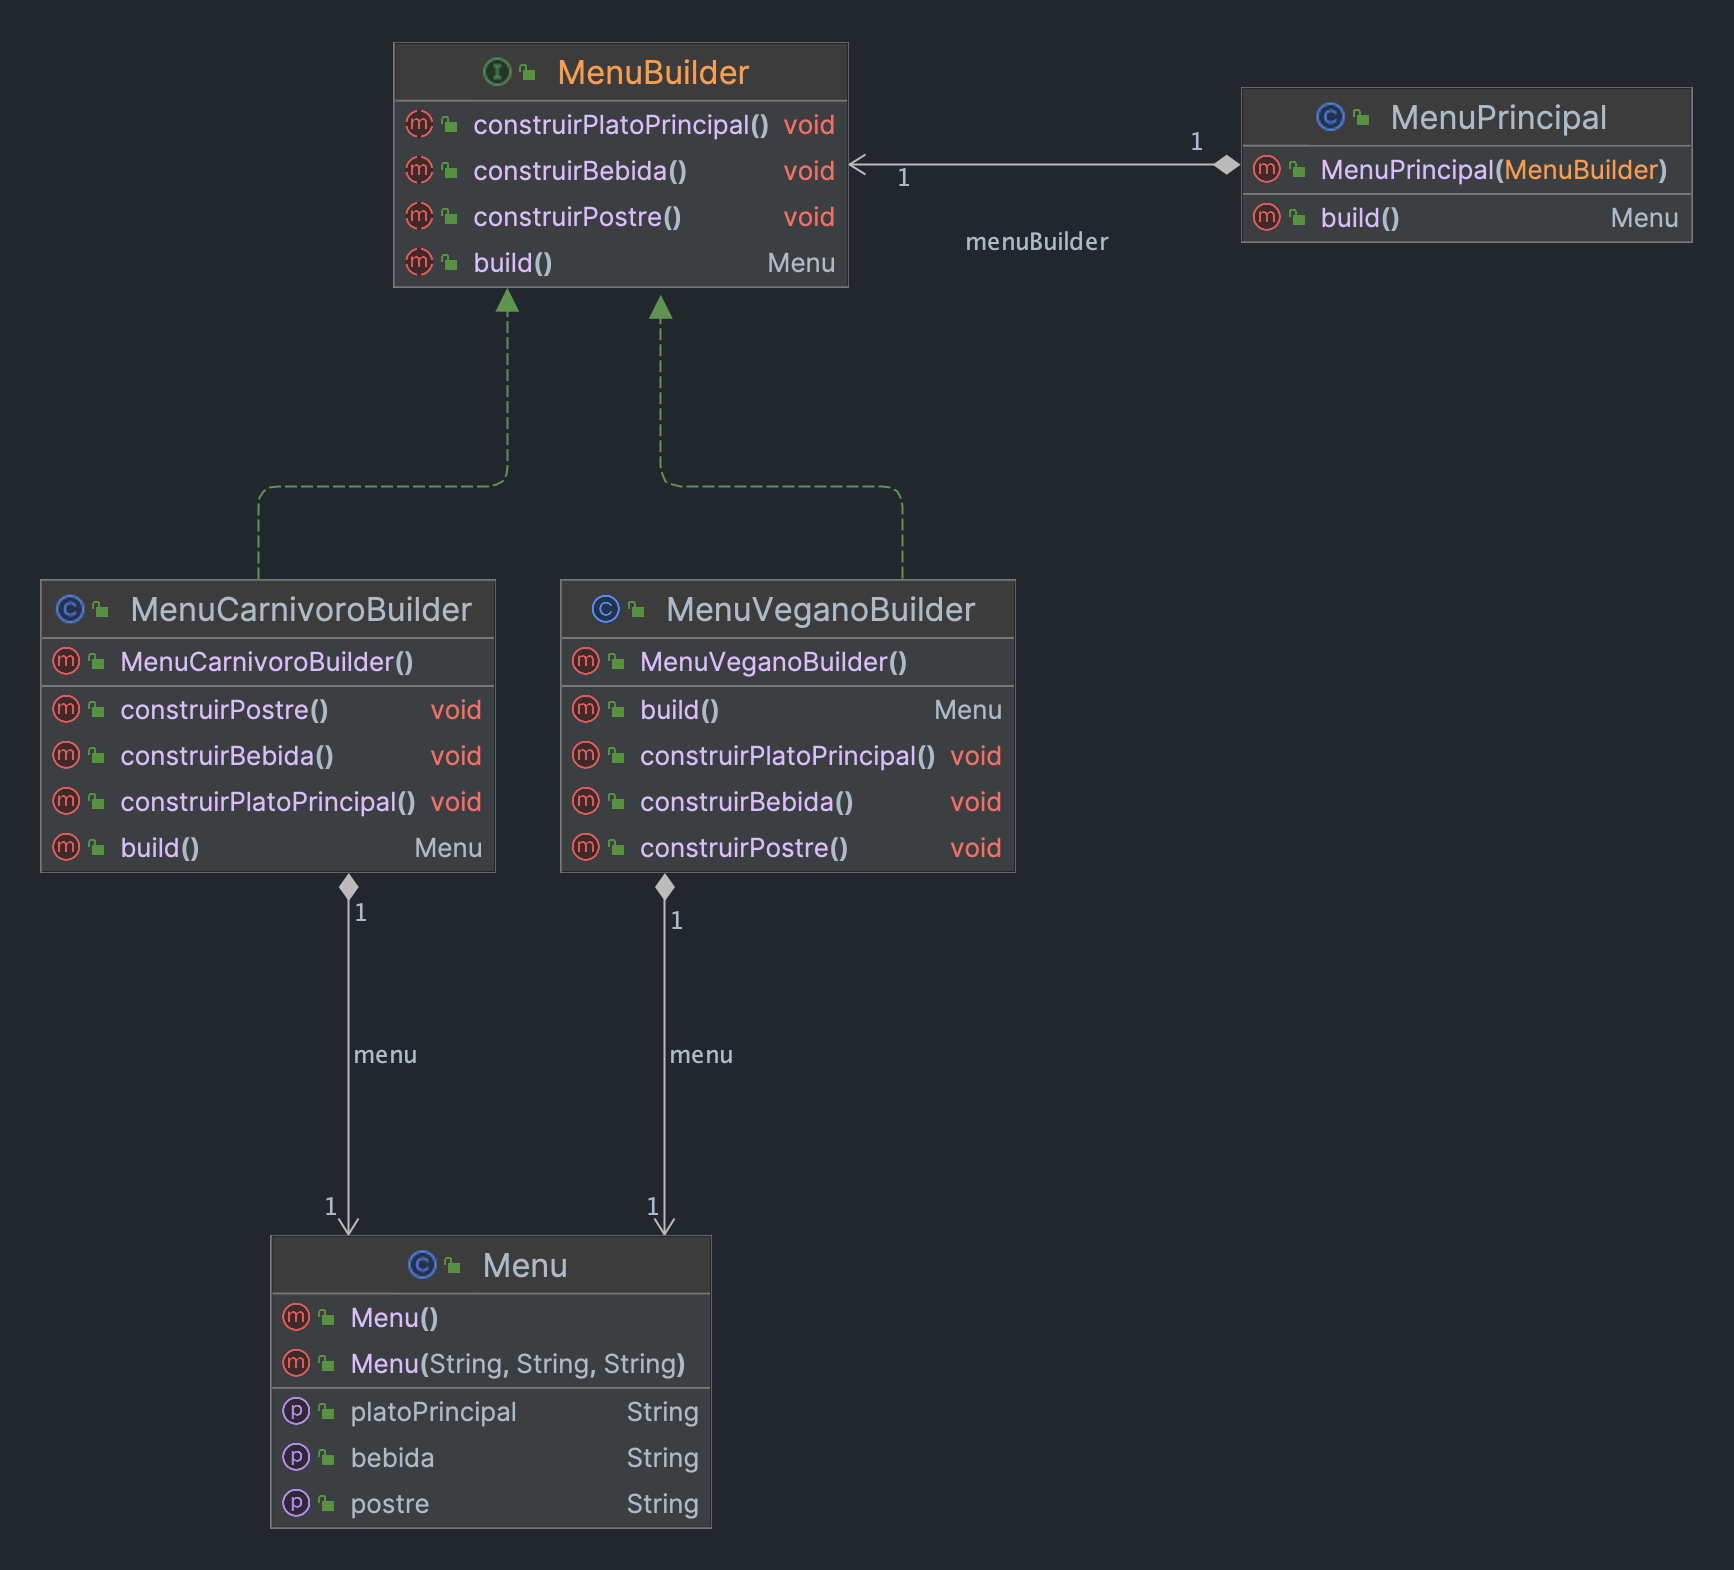 MenuBuilder
construirPlatoPrincipal() void
construirBebida() void
construirPostre() void
build() Menu
MenuPrincipal
MenuPrincipal(MenuBuilder)
build() Menu
1
1
menuBuilder
MenuCarnivoroBuilder
MenuCarnivoroBuilder()
construirPostre() void
construirBebida() void
construirPlatoPrincipal() void
build() Menu
MenuVeganoBuilder
MenuVeganoBuilder()
build() Menu
construirPlatoPrincipal() void
construirBebida() void
construirPostre() void
1
menu
1
1
menu
1
Menu
Menu()
Menu(String, String, String)
platoPrincipal String
bebida String
postre String